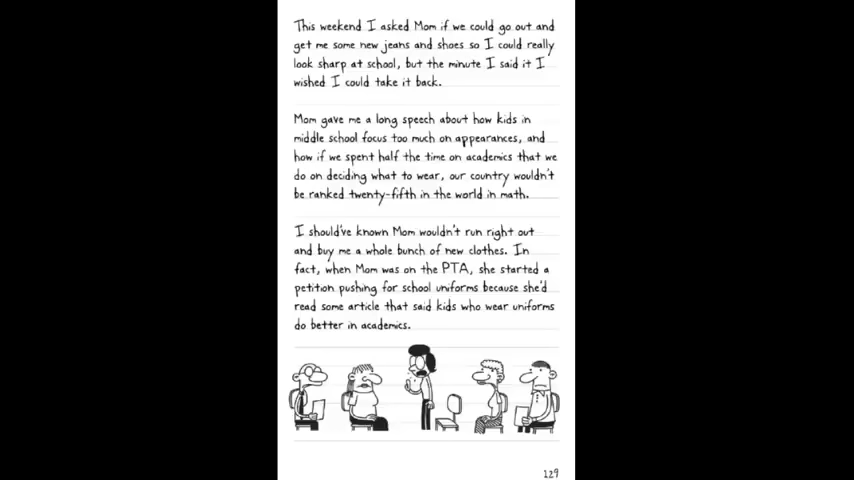 This weekend I asked Mom if we could go out and
get me some new jeans and shoes so I could really
look sharp at school, but the minute I said it I
wished I could take it back.
Mom gave me a long speech about how kids in
middle school focus too much on appearances, and
how if we spent half the time on academics that we
do on deciding what to wear, our country wouldn't
be ranked twenty-fifth in the world in math.
I should've known Mom wouldn't run right out
and buy me a whole bunch of new clothes. In
fact, when Mom was on the PTA, she started a
petition pushing for school uniforms because she'd
read some article that said kids who wear uniforms
do better in academics.
129